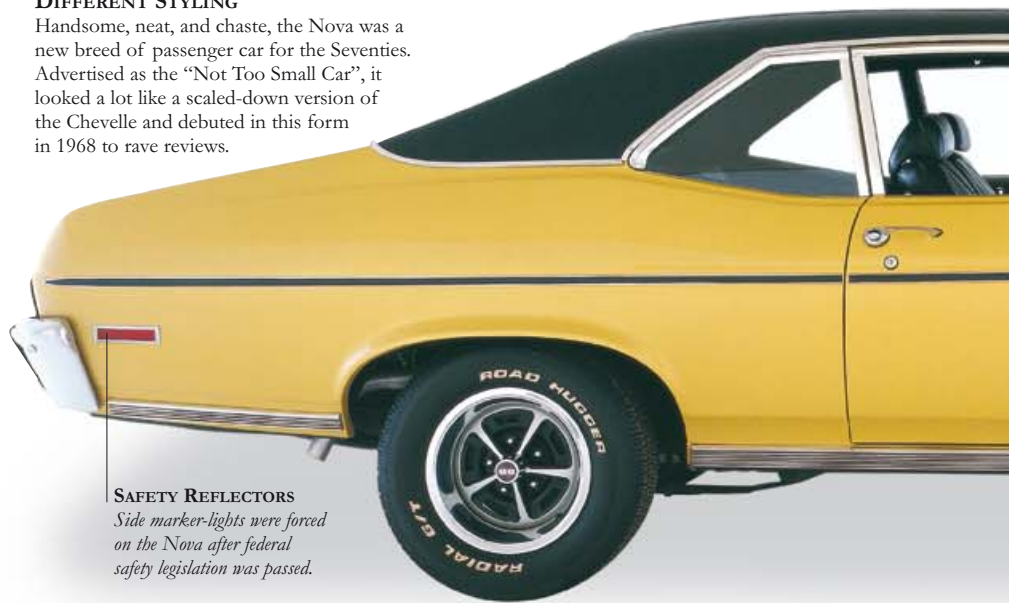 DIFFERENT STYLING
Handsome, neat, and chaste, the Nova was a
new breed of passenger car for the Seventies.
Advertised as the “Not Too Small Car”, it
looked a lot like a scaled-down version of
the Chevelle and debuted in this form
in 1968 to rave reviews.
ROAD HUGGER
RADIAL G/T
SS
SAFETY REFLECTORS
Side marker-lights were forced
on the Nova after federal
safety legislation was passed.